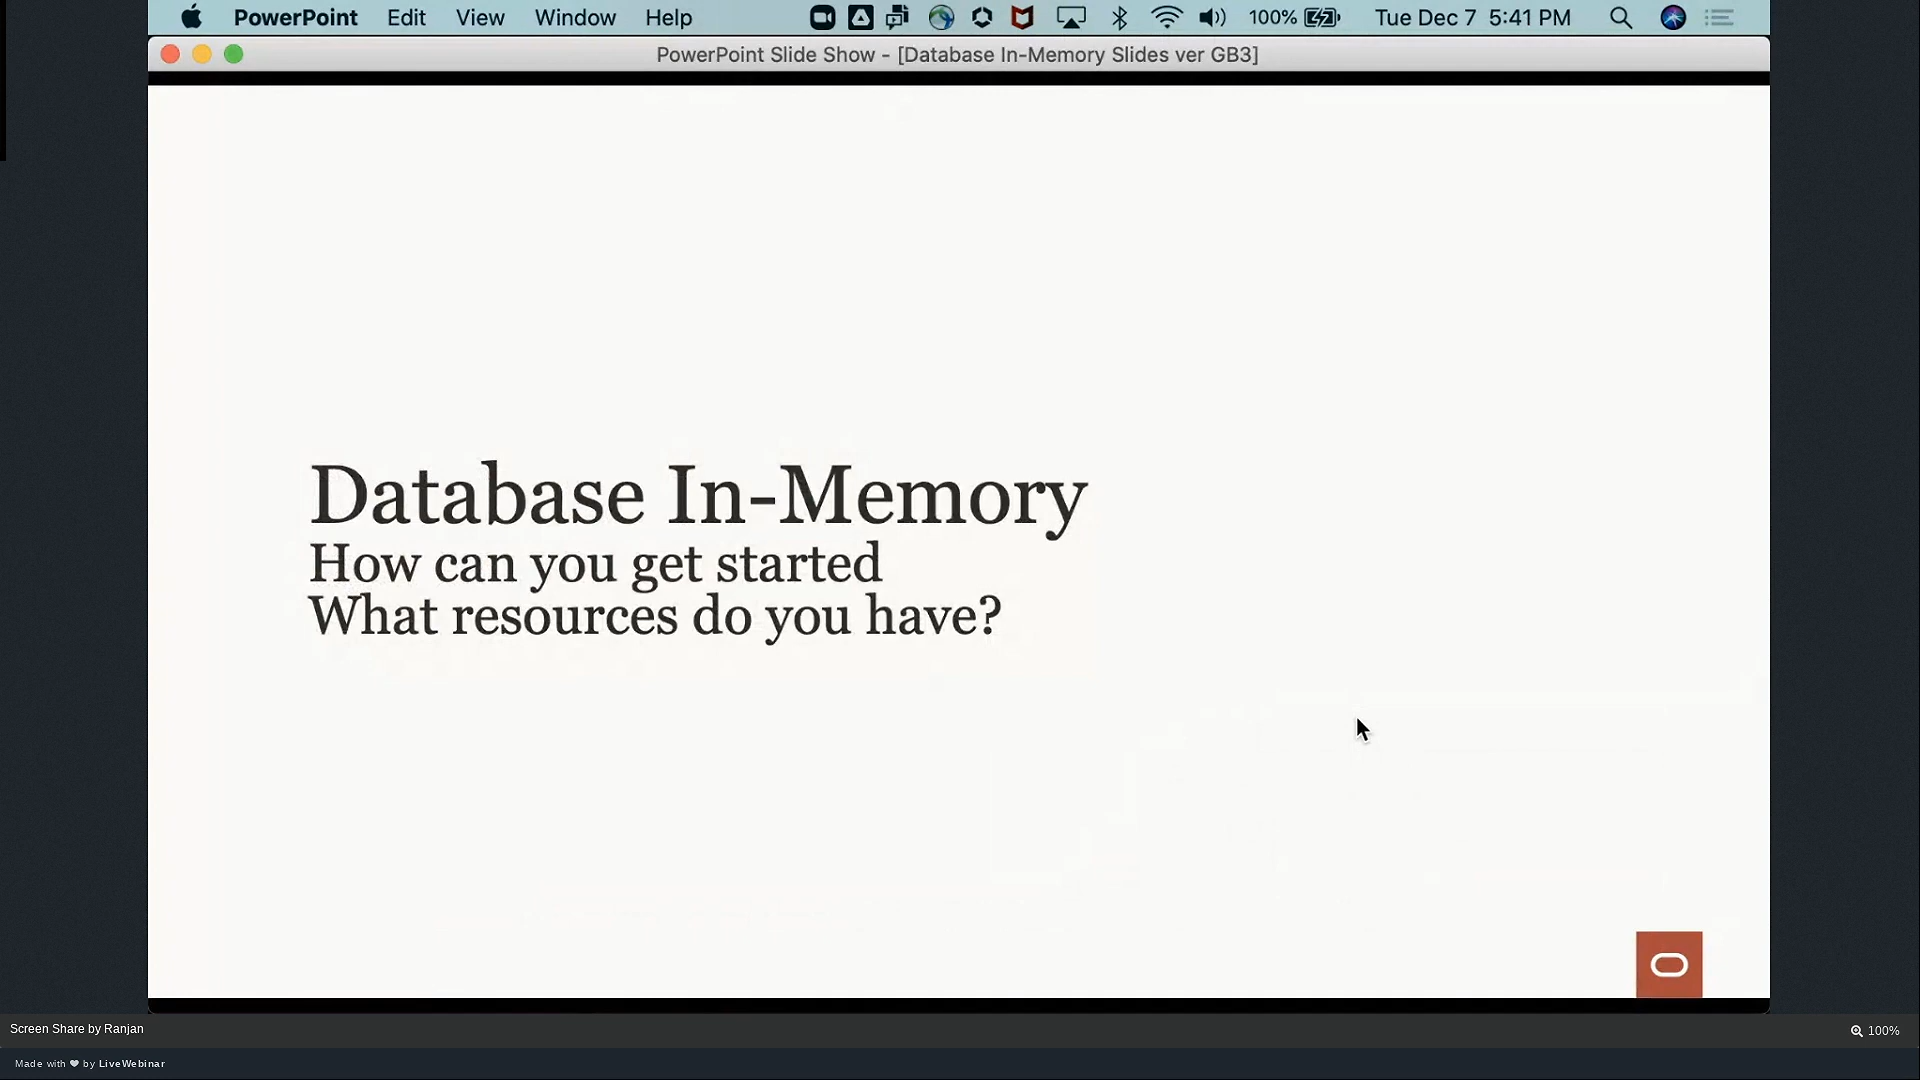 PowerPoint Edit View Window Help 100% Tue Dec 7 5:41 PM
PowerPoint Slide Show - [Database In-Memory Slides ver GB3]
Database In-Memory
How can you get started
What resources do you have?
Screen Share by Ranjan
100%
Made with ❤ by LiveWebinar